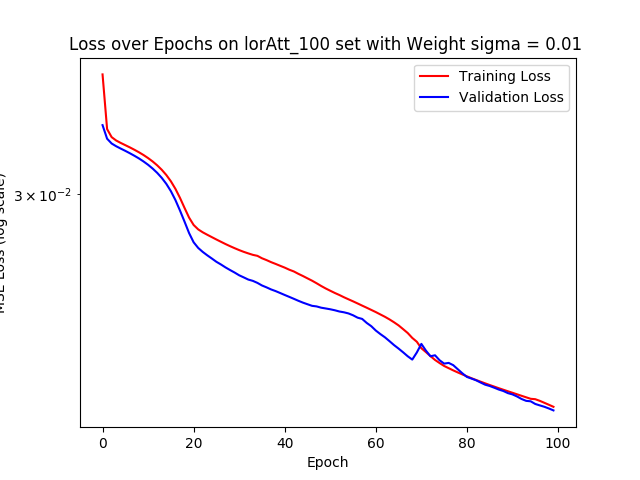 Loss over Epochs on lorAtt_100 set with Weight sigma = 0.01
Training Loss
Validation Loss
3 × 10⁻²
MSE Loss (log scale)
0 20 40 60 80 100
Epoch